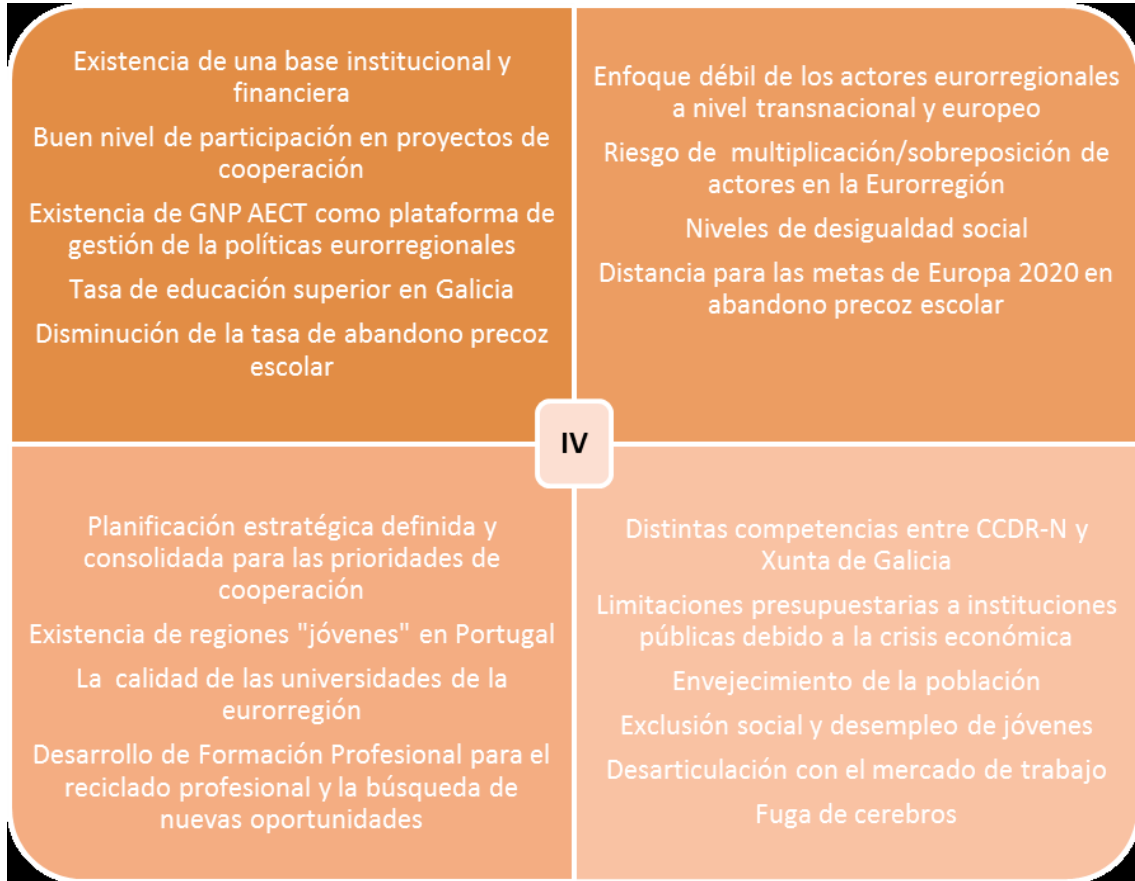 Existencia de una base institucional y
financiera
Buen nivel de participación en proyectos de
cooperación
Existencia de GNP AECT como plataforma de
gestión de la políticas eurorregionales
Tasa de educación superior en Galicia
Disminución de la tasa de abandono precoz
escolar
Enfoque débil de los actores eurorregionales
a nivel transnacional y europeo
Riesgo de multiplicación/sobreposición de
actores en la Eurorregión
Niveles de desigualdad social
Distancia para las metas de Europa 2020 en
abandono precoz escolar
IV
Planificación estratégica definida y
consolidada para las prioridades de
cooperación
Existencia de regiones "jóvenes" en Portugal
La calidad de las universidades de la
eurorregión
Desarrollo de Formación Profesional para el
reciclado profesional y la búsqueda de
nuevas oportunidades
Distintas competencias entre CCDR-N y
Xunta de Galicia
Limitaciones presupuestarias a instituciones
públicas debido a la crisis económica
Envejecimiento de la población
Exclusión social y desempleo de jóvenes
Desarticulación con el mercado de trabajo
Fuga de cerebros